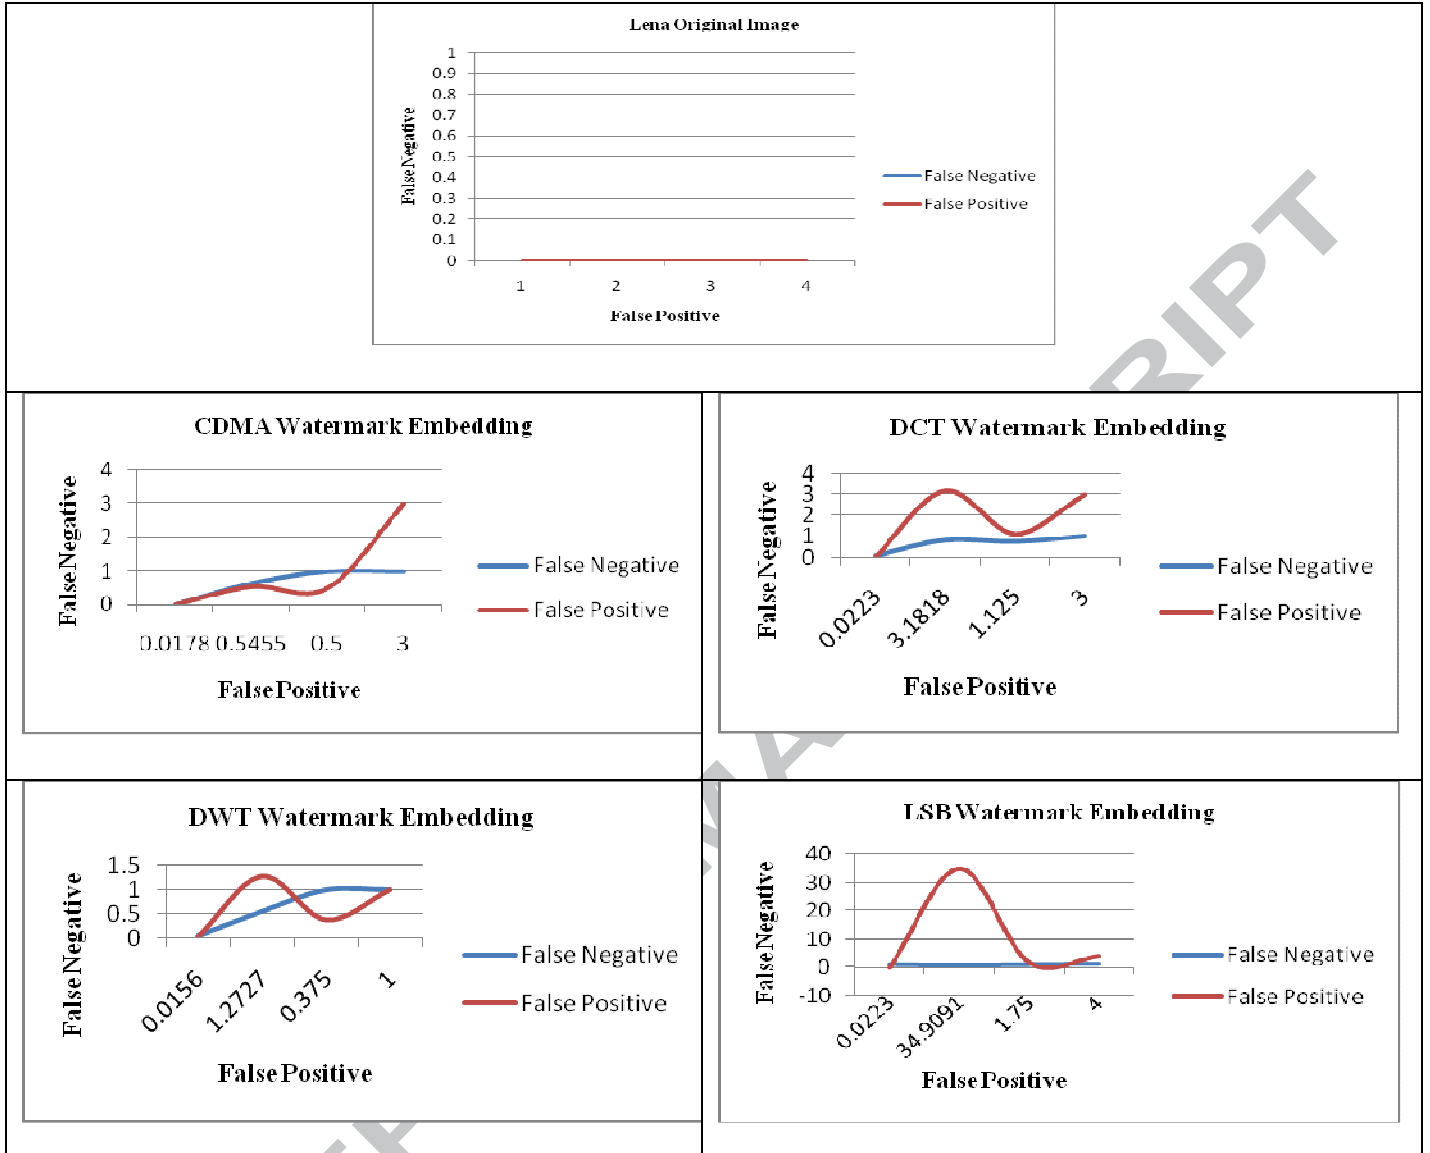 Lena Original Image
1
0.9
0.8
0.7
0.6
0.5
0.4
0.3
0.2
0.1
0
False Negative
1 2 3 4
False Positive
False Negative
False Positive
CDMA Watermark Embedding
4
3
2
1
0
False Negative
0.0178 0.5455 0.5 3
False Positive
False Negative
False Positive
DCT Watermark Embedding
4
3
2
1
0
False Negative
0.0223 3.1818 1.125 3
False Positive
False Negative
False Positive
DWT Watermark Embedding
1.5
1
0.5
0
False Negative
0.0156 1.2727 0.375 1
False Positive
False Negative
False Positive
LSB Watermark Embedding
40
30
20
10
0
-10
False Negative
0.0223 34.9091 1.75 4
False Positive
False Negative
False Positive